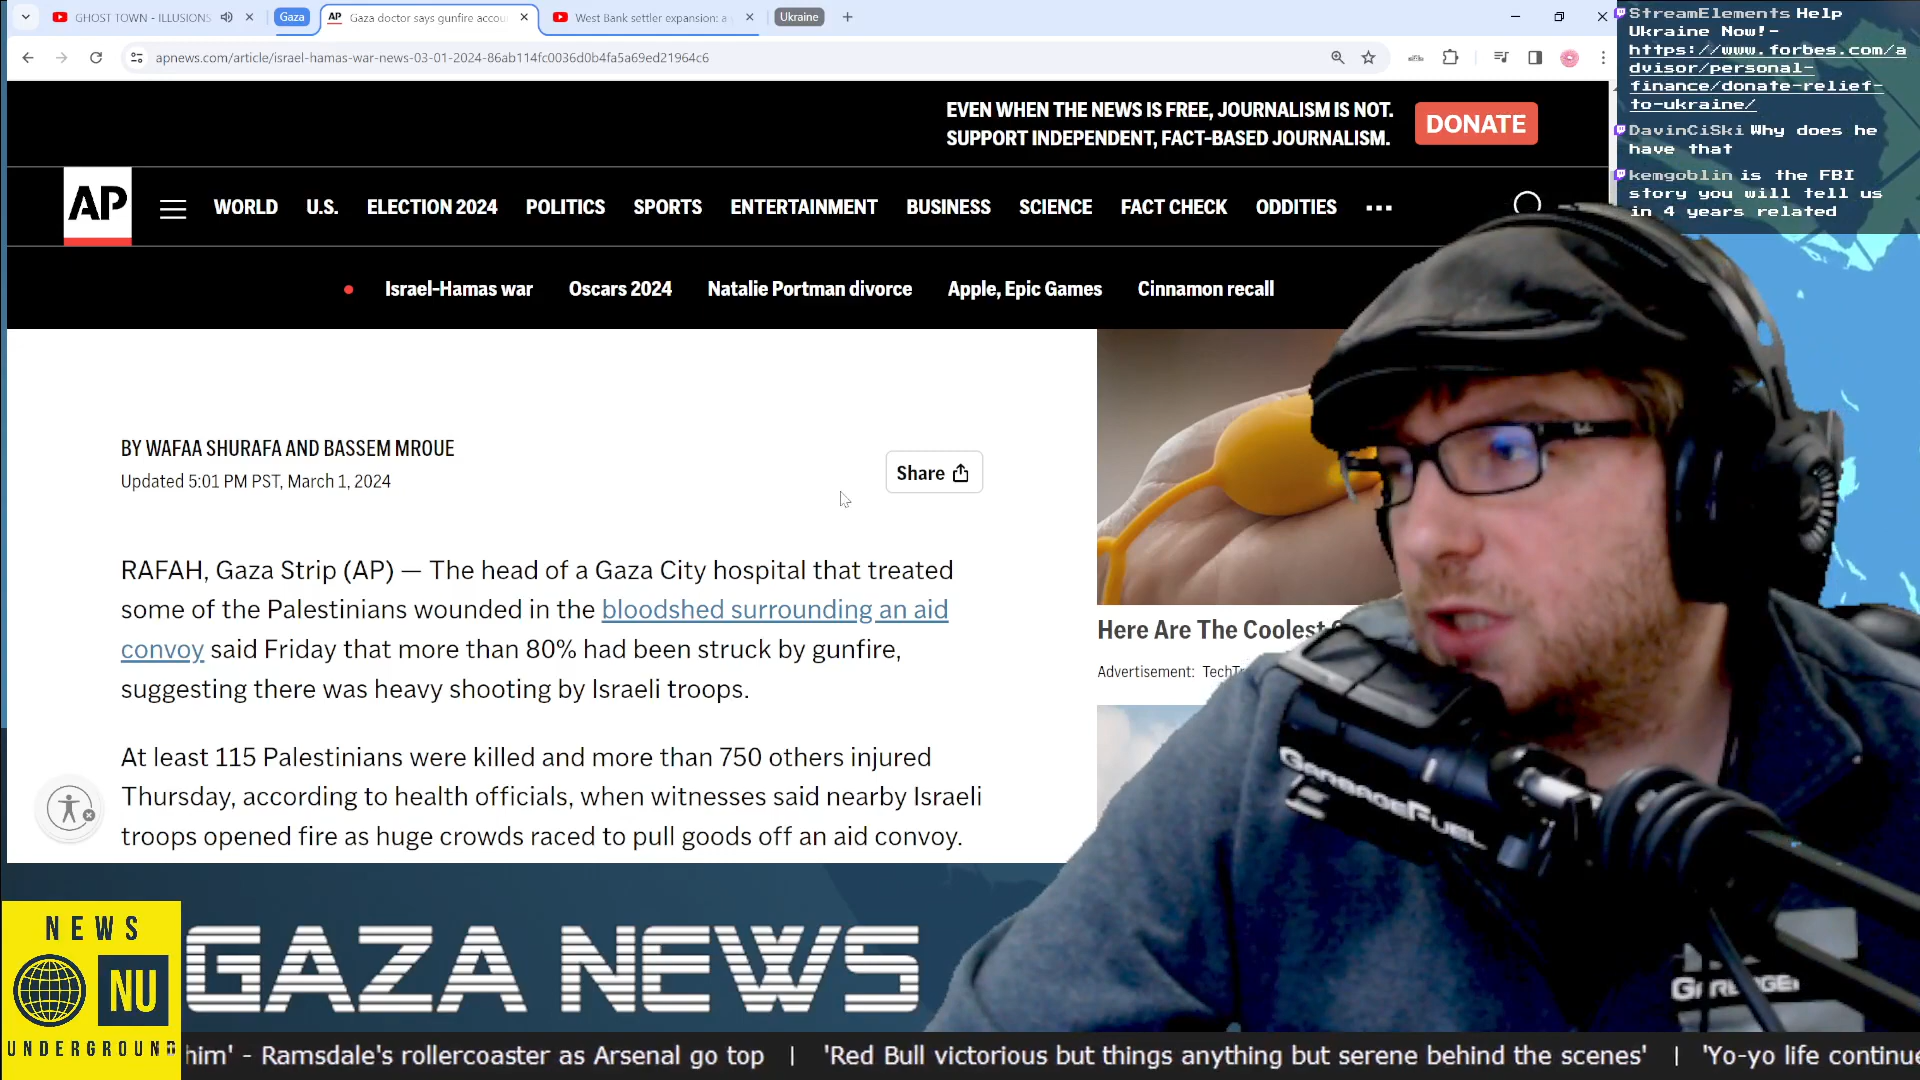 GHOST TOWN - ILLUSIONS
Gaza
Gaza doctor says gunfire accou
West Bank settler expansion: a
Ukraine
apnews.com/article/israel-hamas-war-news-03-01-2024-86ab114fc0036d0b4fa5a69ed21964c6
EVEN WHEN THE NEWS IS FREE, JOURNALISM IS NOT.
SUPPORT INDEPENDENT, FACT-BASED JOURNALISM.
DONATE
AP
WORLD U.S. ELECTION 2024 POLITICS SPORTS ENTERTAINMENT BUSINESS SCIENCE FACT CHECK ODDITIES
Israel-Hamas war Oscars 2024 Natalie Portman divorce Apple, Epic Games Cinnamon recall
BY WAFAA SHURAFA AND BASSEM MROUE
Updated 5:01 PM PST, March 1, 2024
Share
RAFAH, Gaza Strip (AP) — The head of a Gaza City hospital that treated
some of the Palestinians wounded in the bloodshed surrounding an aid
convoy said Friday that more than 80% had been struck by gunfire,
suggesting there was heavy shooting by Israeli troops.
At least 115 Palestinians were killed and more than 750 others injured
Thursday, according to health officials, when witnesses said nearby Israeli
troops opened fire as huge crowds raced to pull goods off an aid convoy.
Here Are The Coolest
Advertisement: TechTr
StreamElements Help
Ukraine Now!-
https://www.forbes.com/a
dvisor/personal-
finance/donate-relief-
to-ukraine/
DavinCiSki Why does he
have that
kemgoblin is the FBI
story you will tell us
in 4 years related
GARBAGEFUEL
NEWS
NU
UNDERGROUND
GAZA NEWS
him' - Ramsdale's rollercoaster as Arsenal go top | 'Red Bull victorious but things anything but serene behind the scenes' | 'Yo-yo life continue